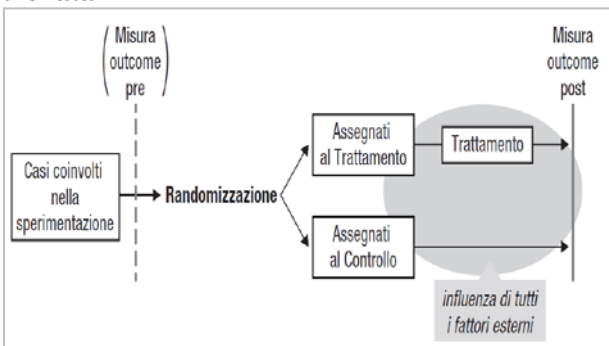 (Misura
outcome
pre)
Misura
outcome
post
Casi coinvolti
nella
sperimentazione
Randomizzazione
Assegnati
al Trattamento
Trattamento
Assegnati
al Controllo
influenza di tutti
i fattori esterni